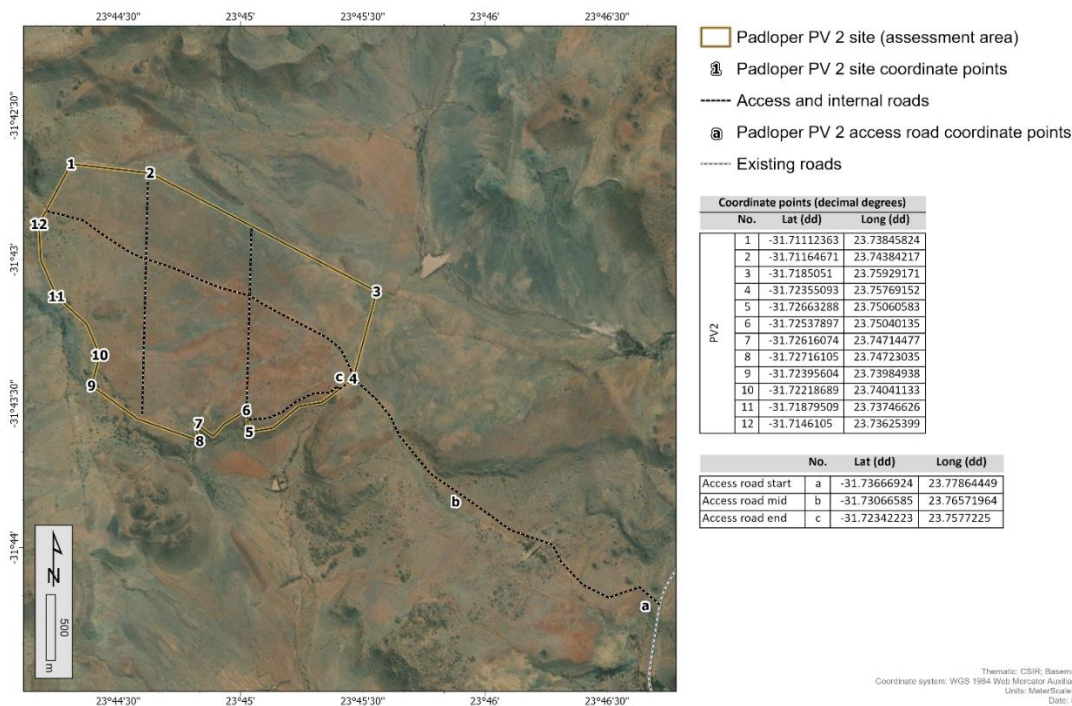 23°44'30" 23°45' 23°45'30" 23°46' 23°46'30"
-31°42'30"
-31°43'
-31°43'30"
-31°44'
1
2
12
3
11
10
c 4
9
6
7
5
8
b
a
N
500
m
23°44'30" 23°45' 23°45'30" 23°46' 23°46'30"
Padloper PV 2 site (assessment area)
1 Padloper PV 2 site coordinate points
Access and internal roads
a Padloper PV 2 access road coordinate points
Existing roads
Coordinate points (decimal degrees)
No. Lat (dd) Long (dd)
PV2
1 -31.71112363 23.73845824
2 -31.71164671 23.74384217
3 -31.7185051 23.75929171
4 -31.72355093 23.75769152
5 -31.72663288 23.75060583
6 -31.72537897 23.75040135
7 -31.72616074 23.74714477
8 -31.72716105 23.74723035
9 -31.72395604 23.73984938
10 -31.72218689 23.74041133
11 -31.71879509 23.73746626
12 -31.7146105 23.73625399
No. Lat (dd) Long (dd)
Access road start a -31.73666924 23.77864449
Access road mid b -31.73066585 23.76571964
Access road end c -31.72342223 23.7577225
Thematic: CSIR; Basem
Coordinate system: WGS 1984 Web Mercator Auxilia
Units: MeterScale
Date: